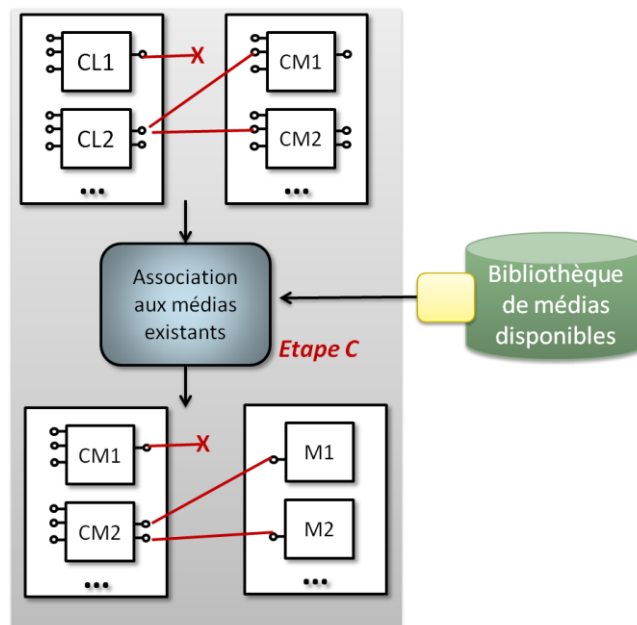 CL1
X
CM1
CL2
CM2
...
...
Association
aux médias
existants
Etape C
Bibliothèque
de médias
disponibles
CM1
X
M1
CM2
M2
...
...